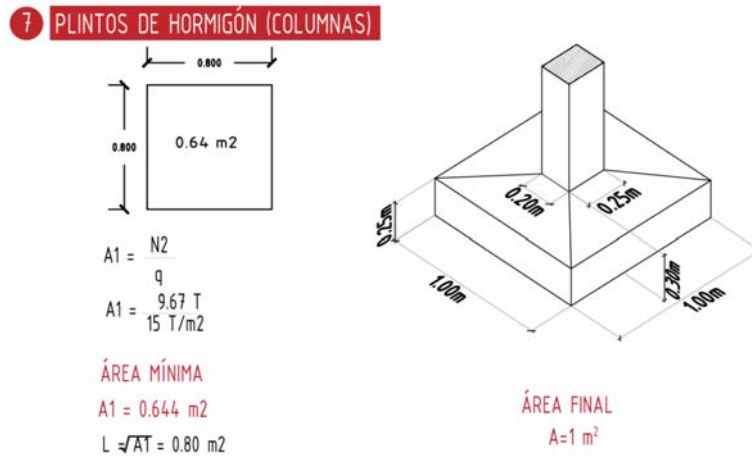 7 PLINTOS DE HORMIGÓN (COLUMNAS)
0.800
0.800
0.64 m2
A1 = N2
q
A1 = 9.67 T
15 T/m2
ÁREA MÍNIMA
A1 = 0.644 m2
L = √A1 = 0.80 m2
0.20m
0.25m
0.25m
1.00m
0.30m
1.00m
ÁREA FINAL
A=1 m²